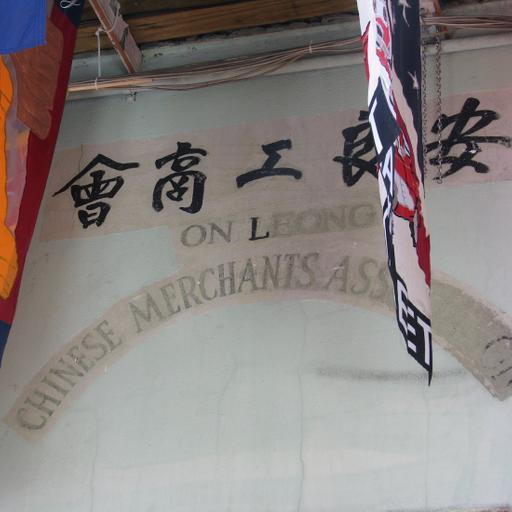 安良工商會
ON LEONG
CHINESE MERCHANTS ASS